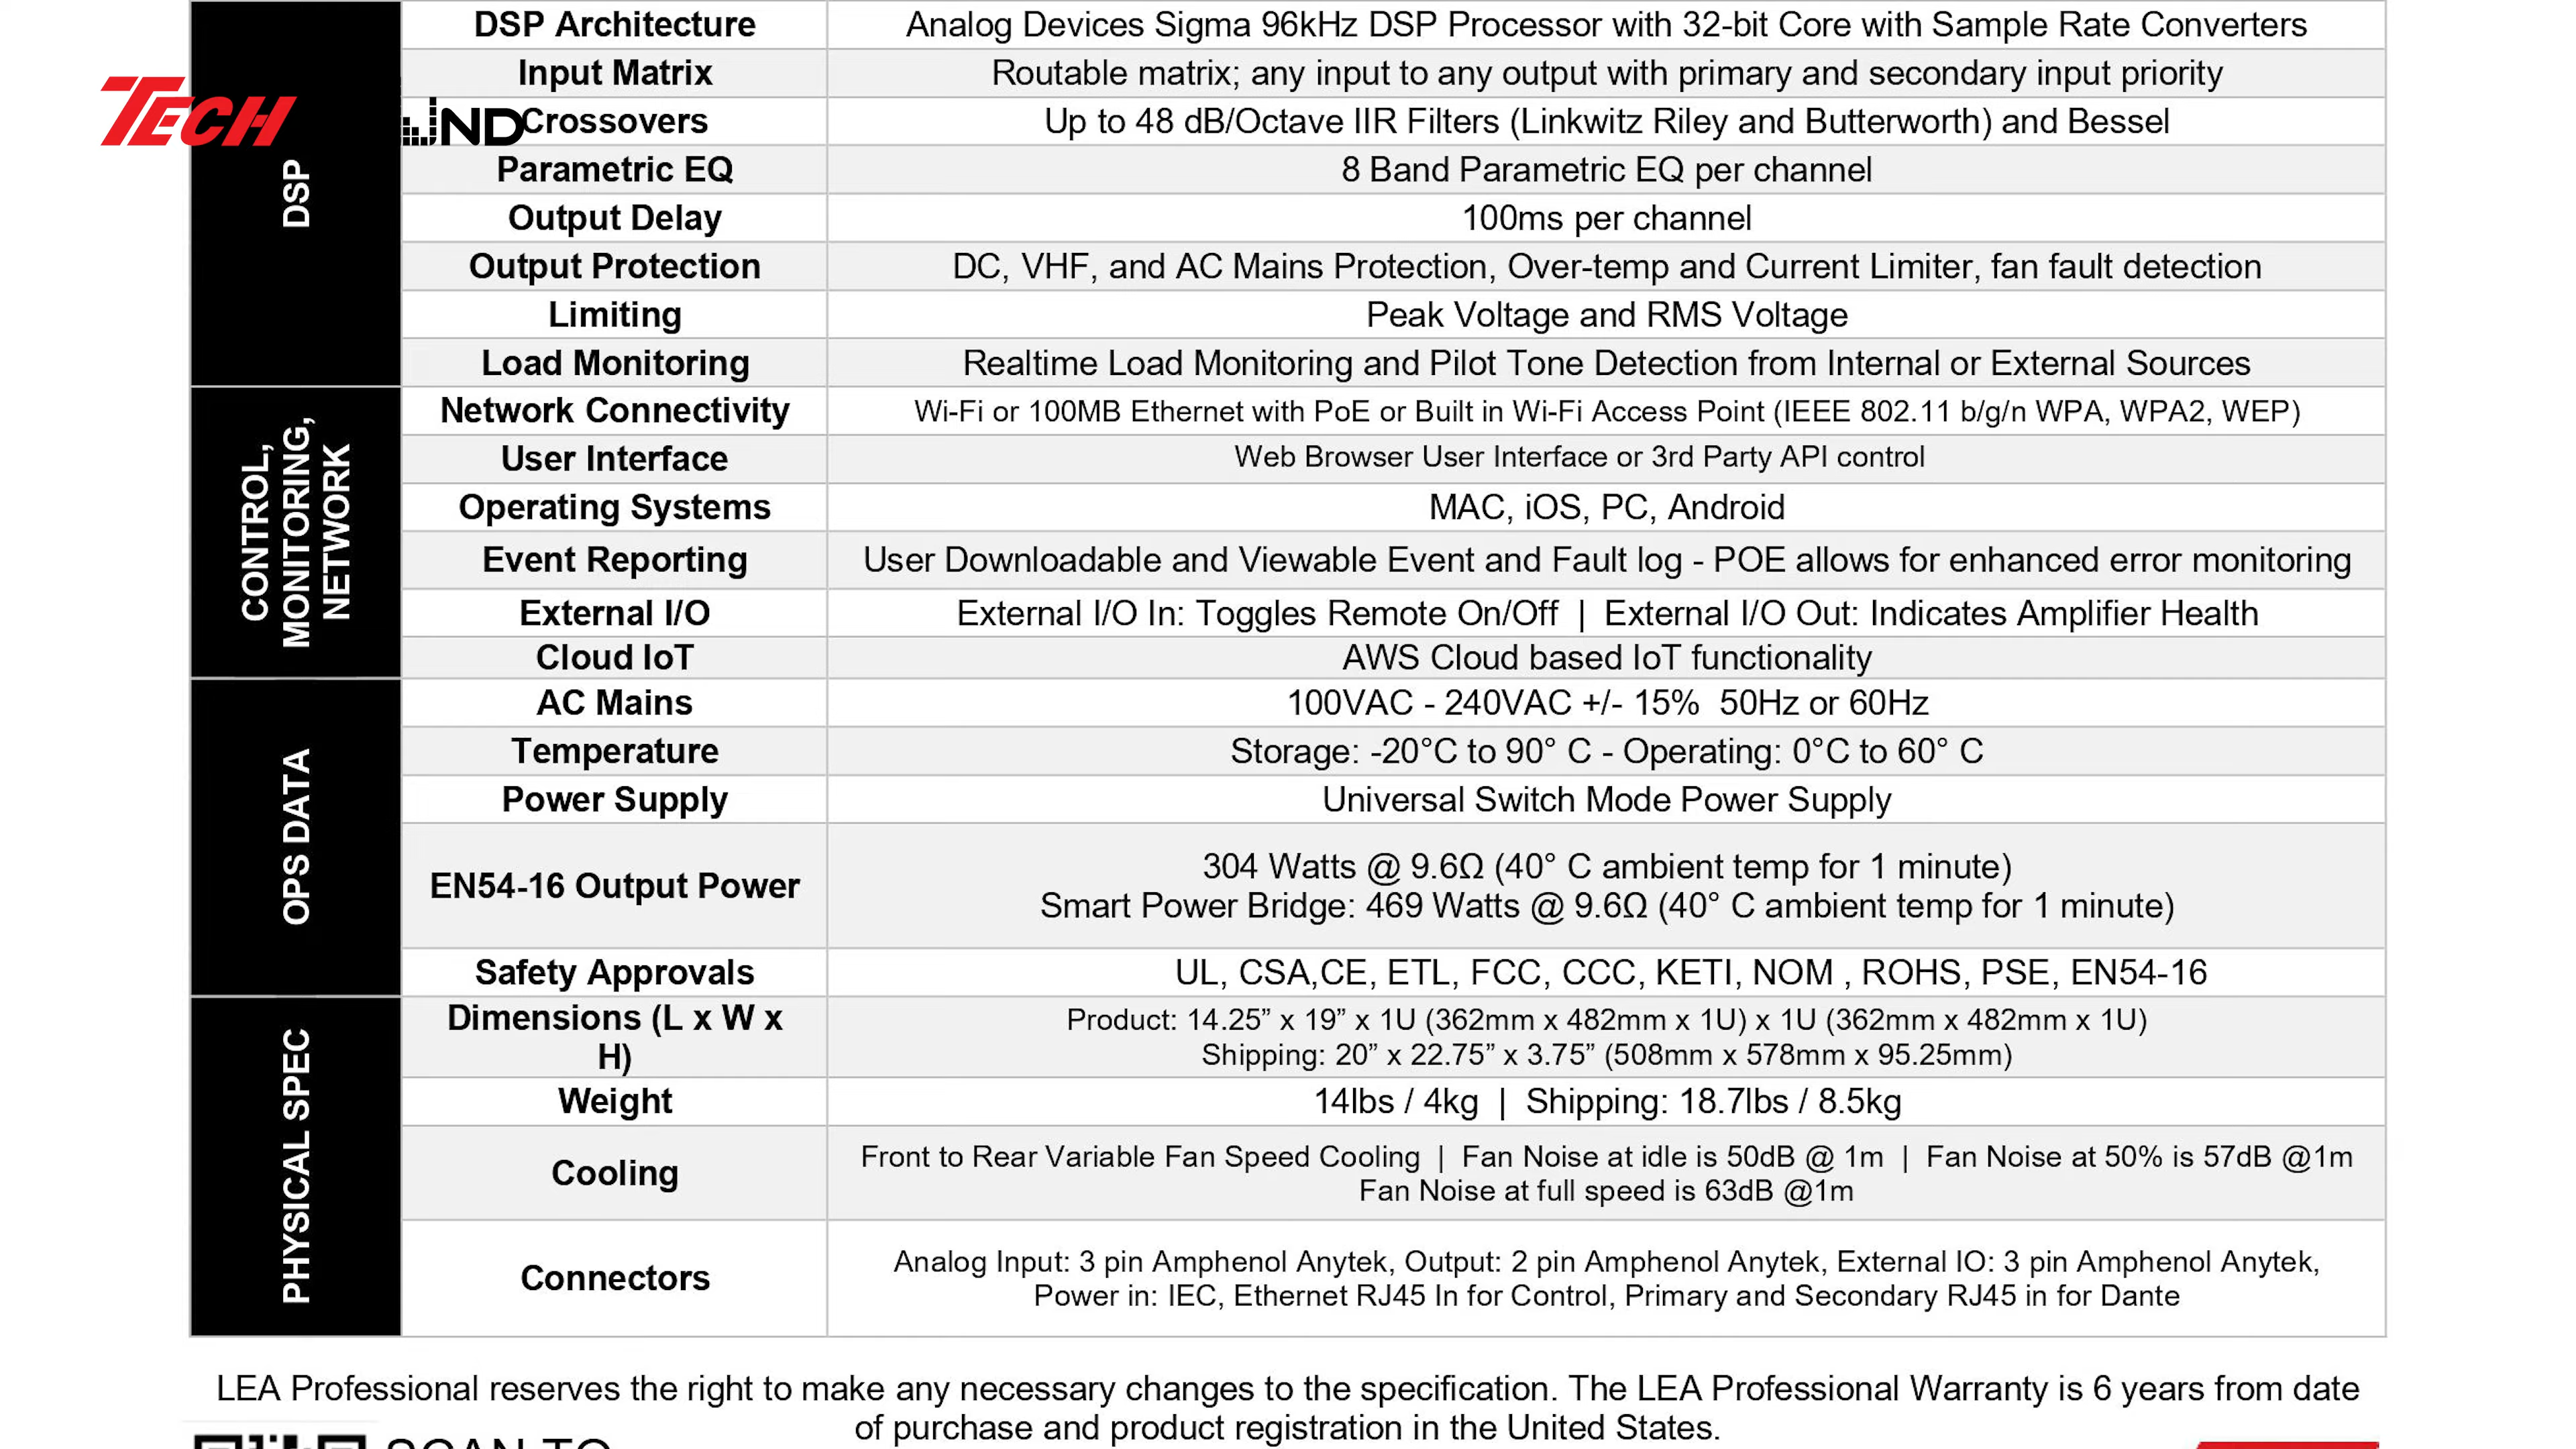 DSP Architecture
Analog Devices Sigma 96kHz DSP Processor with 32-bit Core with Sample Rate Converters
Input Matrix
Routable matrix; any input to any output with primary and secondary input priority
TECH
ND
Crossovers
Up to 48 dB/Octave IIR Filters (Linkwitz Riley and Butterworth) and Bessel
DSP
Parametric EQ
8 Band Parametric EQ per channel
Output Delay
100ms per channel
Output Protection
DC, VHF, and AC Mains Protection, Over-temp and Current Limiter, fan fault detection
Limiting
Peak Voltage and RMS Voltage
Load Monitoring
Realtime Load Monitoring and Pilot Tone Detection from Internal or External Sources
CONTROL,
MONITORING,
NETWORK
Network Connectivity
Wi-Fi or 100MB Ethernet with PoE or Built in Wi-Fi Access Point (IEEE 802.11 b/g/n WPA, WPA2, WEP)
User Interface
Web Browser User Interface or 3rd Party API control
Operating Systems
MAC, iOS, PC, Android
Event Reporting
User Downloadable and Viewable Event and Fault log - POE allows for enhanced error monitoring
External I/O
External I/O In: Toggles Remote On/Off | External I/O Out: Indicates Amplifier Health
Cloud IoT
AWS Cloud based IoT functionality
OPS DATA
AC Mains
100VAC - 240VAC +/- 15% 50Hz or 60Hz
Temperature
Storage: -20°C to 90° C - Operating: 0°C to 60° C
Power Supply
Universal Switch Mode Power Supply
EN54-16 Output Power
304 Watts @ 9.6Ω (40° C ambient temp for 1 minute)
Smart Power Bridge: 469 Watts @ 9.6Ω (40° C ambient temp for 1 minute)
Safety Approvals
UL, CSA,CE, ETL, FCC, CCC, KETI, NOM , ROHS, PSE, EN54-16
PHYSICAL SPEC
Dimensions (L x W x
H)
Product: 14.25” x 19” x 1U (362mm x 482mm x 1U) x 1U (362mm x 482mm x 1U)
Shipping: 20” x 22.75” x 3.75” (508mm x 578mm x 95.25mm)
Weight
14lbs / 4kg | Shipping: 18.7lbs / 8.5kg
Cooling
Front to Rear Variable Fan Speed Cooling | Fan Noise at idle is 50dB @ 1m | Fan Noise at 50% is 57dB @1m
Fan Noise at full speed is 63dB @1m
Connectors
Analog Input: 3 pin Amphenol Anytek, Output: 2 pin Amphenol Anytek, External IO: 3 pin Amphenol Anytek,
Power in: IEC, Ethernet RJ45 In for Control, Primary and Secondary RJ45 in for Dante
LEA Professional reserves the right to make any necessary changes to the specification. The LEA Professional Warranty is 6 years from date
of purchase and product registration in the United States.
SCAN TO